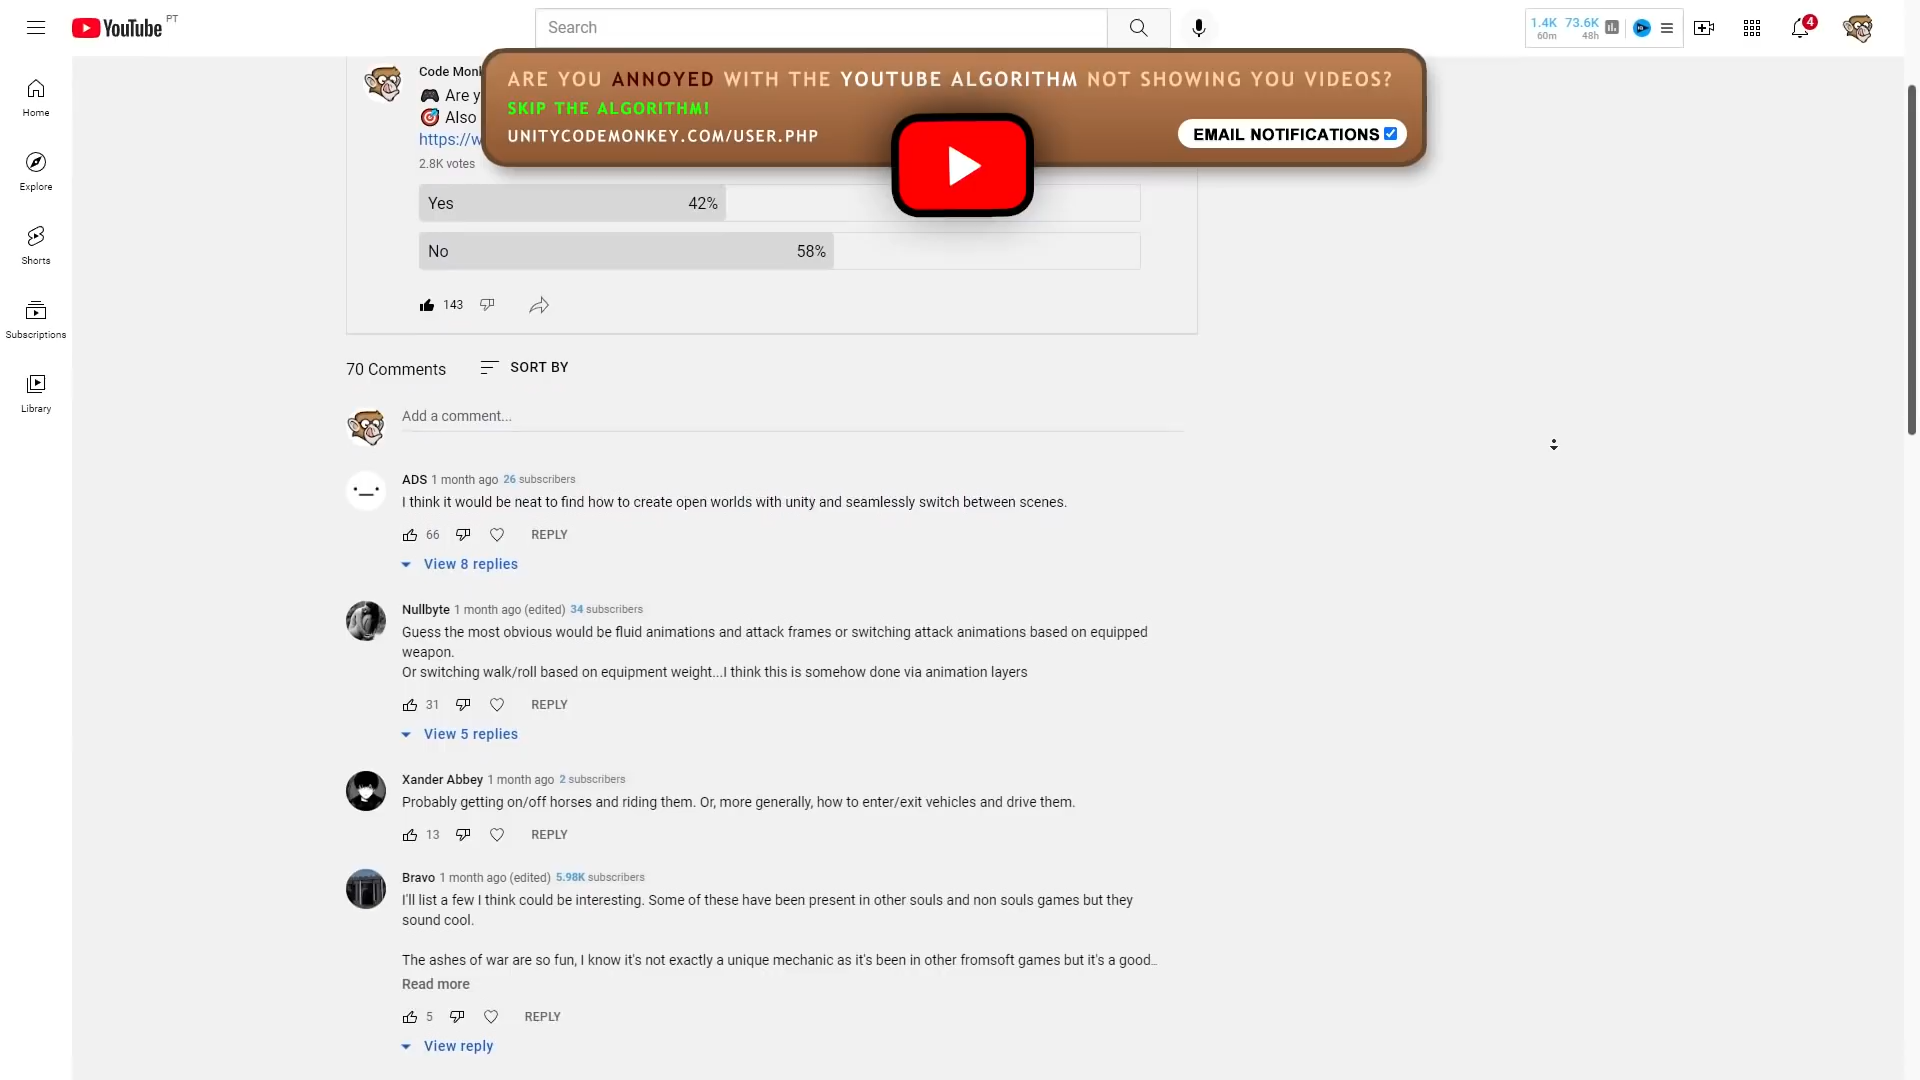 YouTube PT
Search
1.4K 73.6K
60m 48h
4
Home
Explore
Shorts
Subscriptions
Library
Code Monk
Are y
Also
https://w
2.8K votes
ARE YOU ANNOYED WITH THE YOUTUBE ALGORITHM NOT SHOWING YOU VIDEOS?
SKIP THE ALGORITHM!
UNITYCODEMONKEY.COM/USER.PHP
EMAIL NOTIFICATIONS
Yes 42%
No 58%
143
70 Comments SORT BY
Add a comment...
ADS 1 month ago 26 subscribers
I think it would be neat to find how to create open worlds with unity and seamlessly switch between scenes.
66 REPLY
View 8 replies
Nullbyte 1 month ago (edited) 34 subscribers
Guess the most obvious would be fluid animations and attack frames or switching attack animations based on equipped
weapon.
Or switching walk/roll based on equipment weight...I think this is somehow done via animation layers
31 REPLY
View 5 replies
Xander Abbey 1 month ago 2 subscribers
Probably getting on/off horses and riding them. Or, more generally, how to enter/exit vehicles and drive them.
13 REPLY
Bravo 1 month ago (edited) 5.98K subscribers
I'll list a few I think could be interesting. Some of these have been present in other souls and non souls games but they
sound cool.
The ashes of war are so fun, I know it's not exactly a unique mechanic as it's been in other fromsoft games but it's a good...
Read more
5 REPLY
View reply